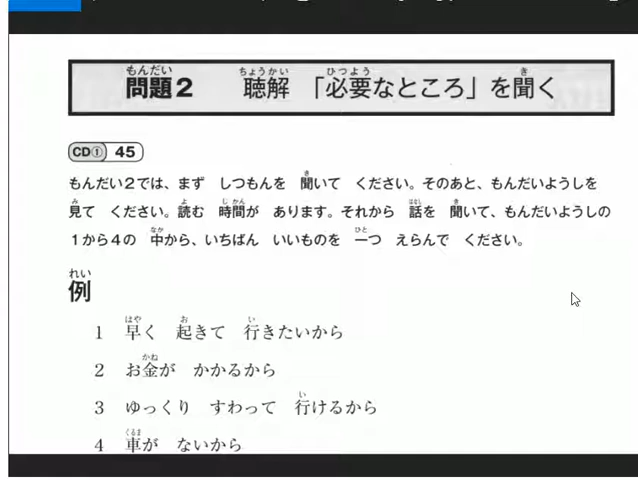 問題2 聴解 「必要なところ」を聞く
CD① 45
もんだい2では、まず しつもんを 聞いて ください。そのあと、もんだいようしを
見て ください。読む 時間が あります。それから 話を 聞いて、もんだいようしの
1から4の 中から、いちばん いいものを 一つ えらんで ください。
例
1 早く 起きて 行きたいから
2 お金が かかるから
3 ゆっくり すわって 行けるから
4 車が ないから